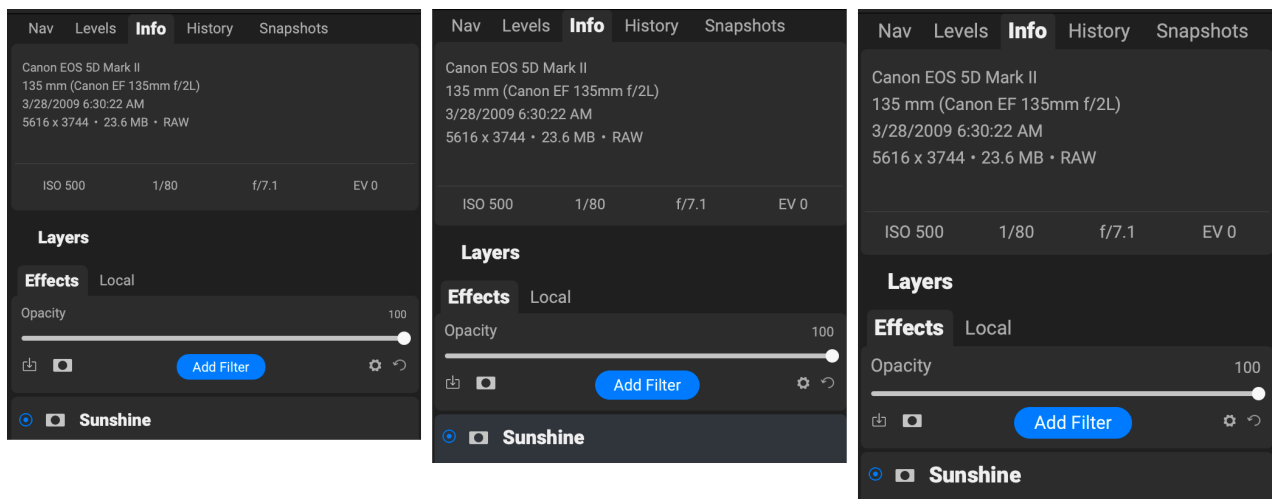 Nav Levels Info History Snapshots
Canon EOS 5D Mark II
135 mm (Canon EF 135mm f/2L)
3/28/2009 6:30:22 AM
5616 x 3744 • 23.6 MB • RAW
ISO 500 1/80 f/7.1 EV 0
Layers
Effects Local
Opacity 100
Add Filter
Sunshine
Nav Levels Info History Snapshots
Canon EOS 5D Mark II
135 mm (Canon EF 135mm f/2L)
3/28/2009 6:30:22 AM
5616 x 3744 • 23.6 MB • RAW
ISO 500 1/80 f/7.1 EV 0
Layers
Effects Local
Opacity 100
Add Filter
Sunshine
Nav Levels Info History Snapshots
Canon EOS 5D Mark II
135 mm (Canon EF 135mm f/2L)
3/28/2009 6:30:22 AM
5616 x 3744 • 23.6 MB • RAW
ISO 500 1/80 f/7.1 EV 0
Layers
Effects Local
Opacity 100
Add Filter
Sunshine